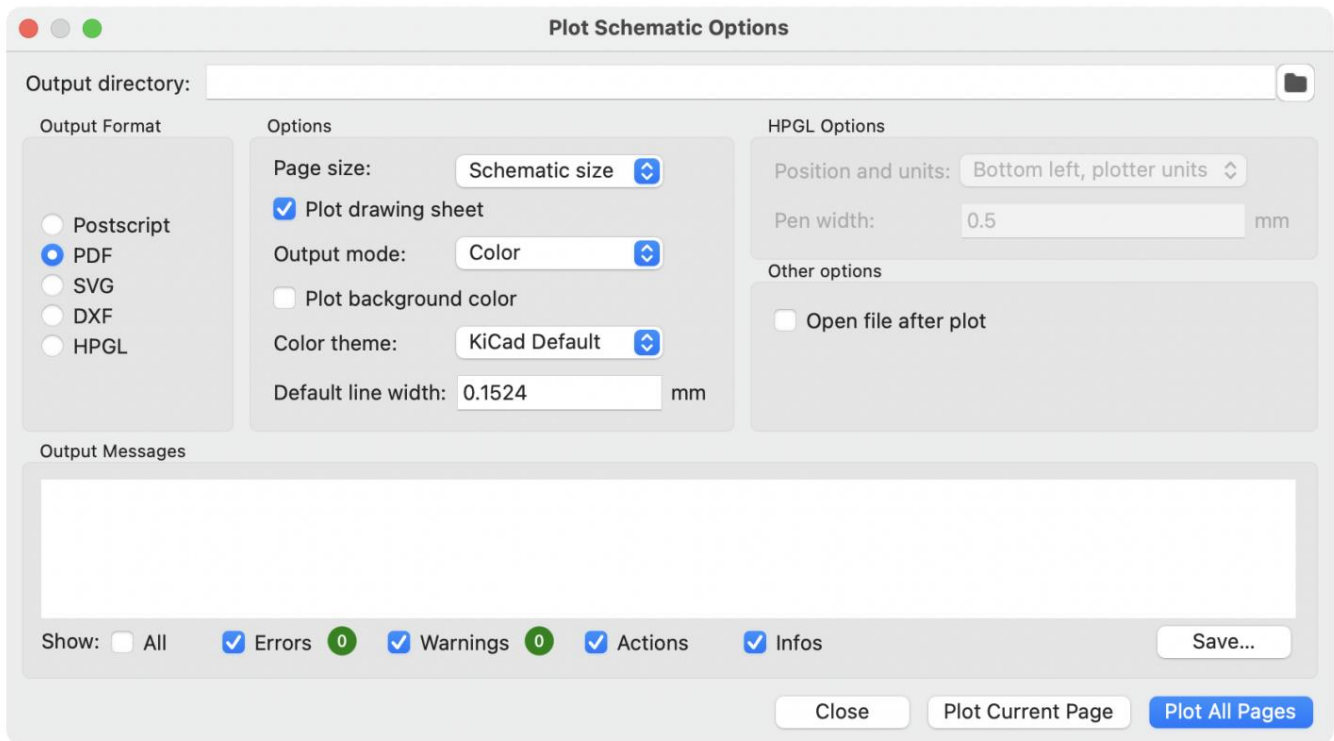 Plot Schematic Options
Output directory:
Output Format
Postscript
PDF
SVG
DXF
HPGL
Options
Page size: Schematic size
Plot drawing sheet
Output mode: Color
Plot background color
Color theme: KiCad Default
Default line width: 0.1524 mm
HPGL Options
Position and units: Bottom left, plotter units
Pen width: 0.5 mm
Other options
Open file after plot
Output Messages
Show: All Errors 0 Warnings 0 Actions Infos Save...
Close Plot Current Page Plot All Pages